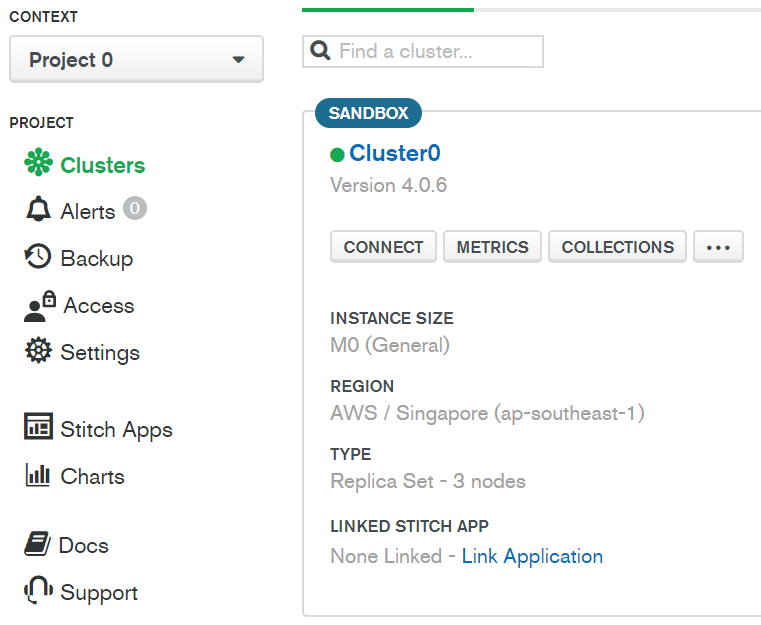 CONTEXT
Project 0
PROJECT
Clusters
Alerts 0
Backup
Access
Settings
Stitch Apps
Charts
Docs
Support
Find a cluster...
SANDBOX
Cluster0
Version 4.0.6
CONNECT METRICS COLLECTIONS ...
INSTANCE SIZE
M0 (General)
REGION
AWS / Singapore (ap-southeast-1)
TYPE
Replica Set - 3 nodes
LINKED STITCH APP
None Linked - Link Application